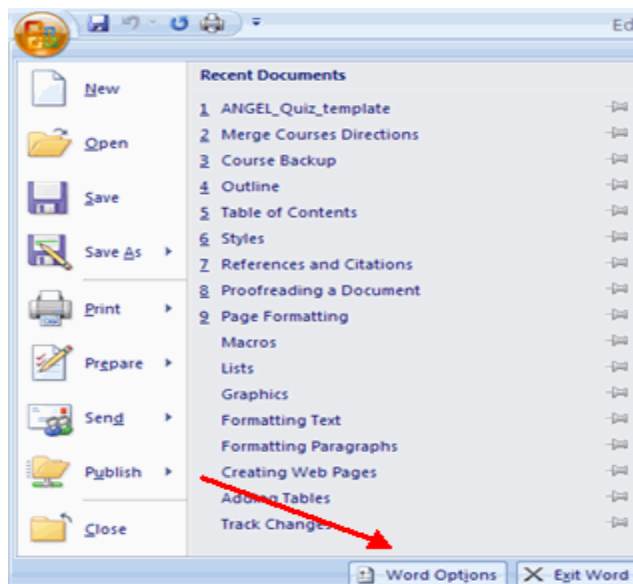 Ed
New
Open
Save
Save As
Print
Prepare
Send
Publish
Close
Recent Documents
1 ANGEL_Quiz_template
2 Merge Courses Directions
3 Course Backup
4 Outline
5 Table of Contents
6 Styles
7 References and Citations
8 Proofreading a Document
9 Page Formatting
Macros
Lists
Graphics
Formatting Text
Formatting Paragraphs
Creating Web Pages
Adding Tables
Track Changes
Word Options
Exit Word